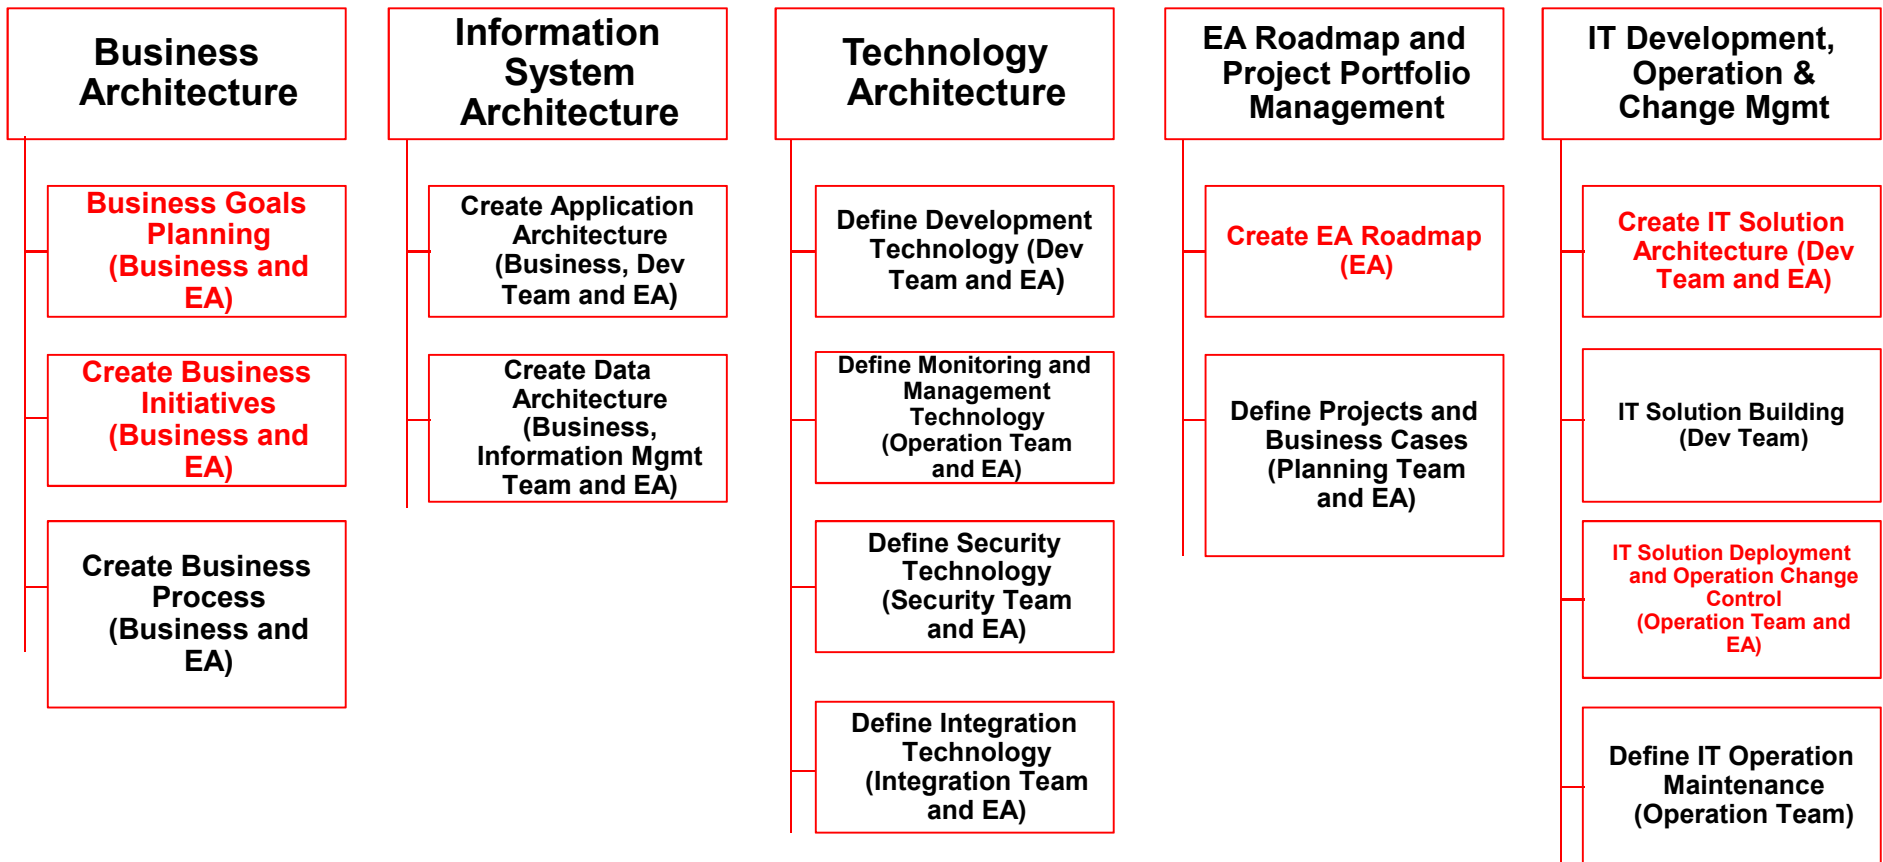 Business
Architecture
Business Goals
Planning
(Business and
EA)
Create Business
Initiatives
(Business and
EA)
Create Business
Process
(Business and
EA)
Information
System
Architecture
Create Application
Architecture
(Business, Dev
Team and EA)
Create Data
Architecture
(Business,
Information Mgmt
Team and EA)
Technology
Architecture
Define Development
Technology (Dev
Team and EA)
Define Monitoring and
Management
Technology
(Operation Team
and EA)
Define Security
Technology
(Security Team
and EA)
Define Integration
Technology
(Integration Team
and EA)
EA Roadmap and
Project Portfolio
Management
Create EA Roadmap
(EA)
Define Projects and
Business Cases
(Planning Team
and EA)
IT Development,
Operation &
Change Mgmt
Create IT Solution
Architecture (Dev
Team and EA)
IT Solution Building
(Dev Team)
IT Solution Deployment
and Operation Change
Control
(Operation Team and
EA)
Define IT Operation
Maintenance
(Operation Team)